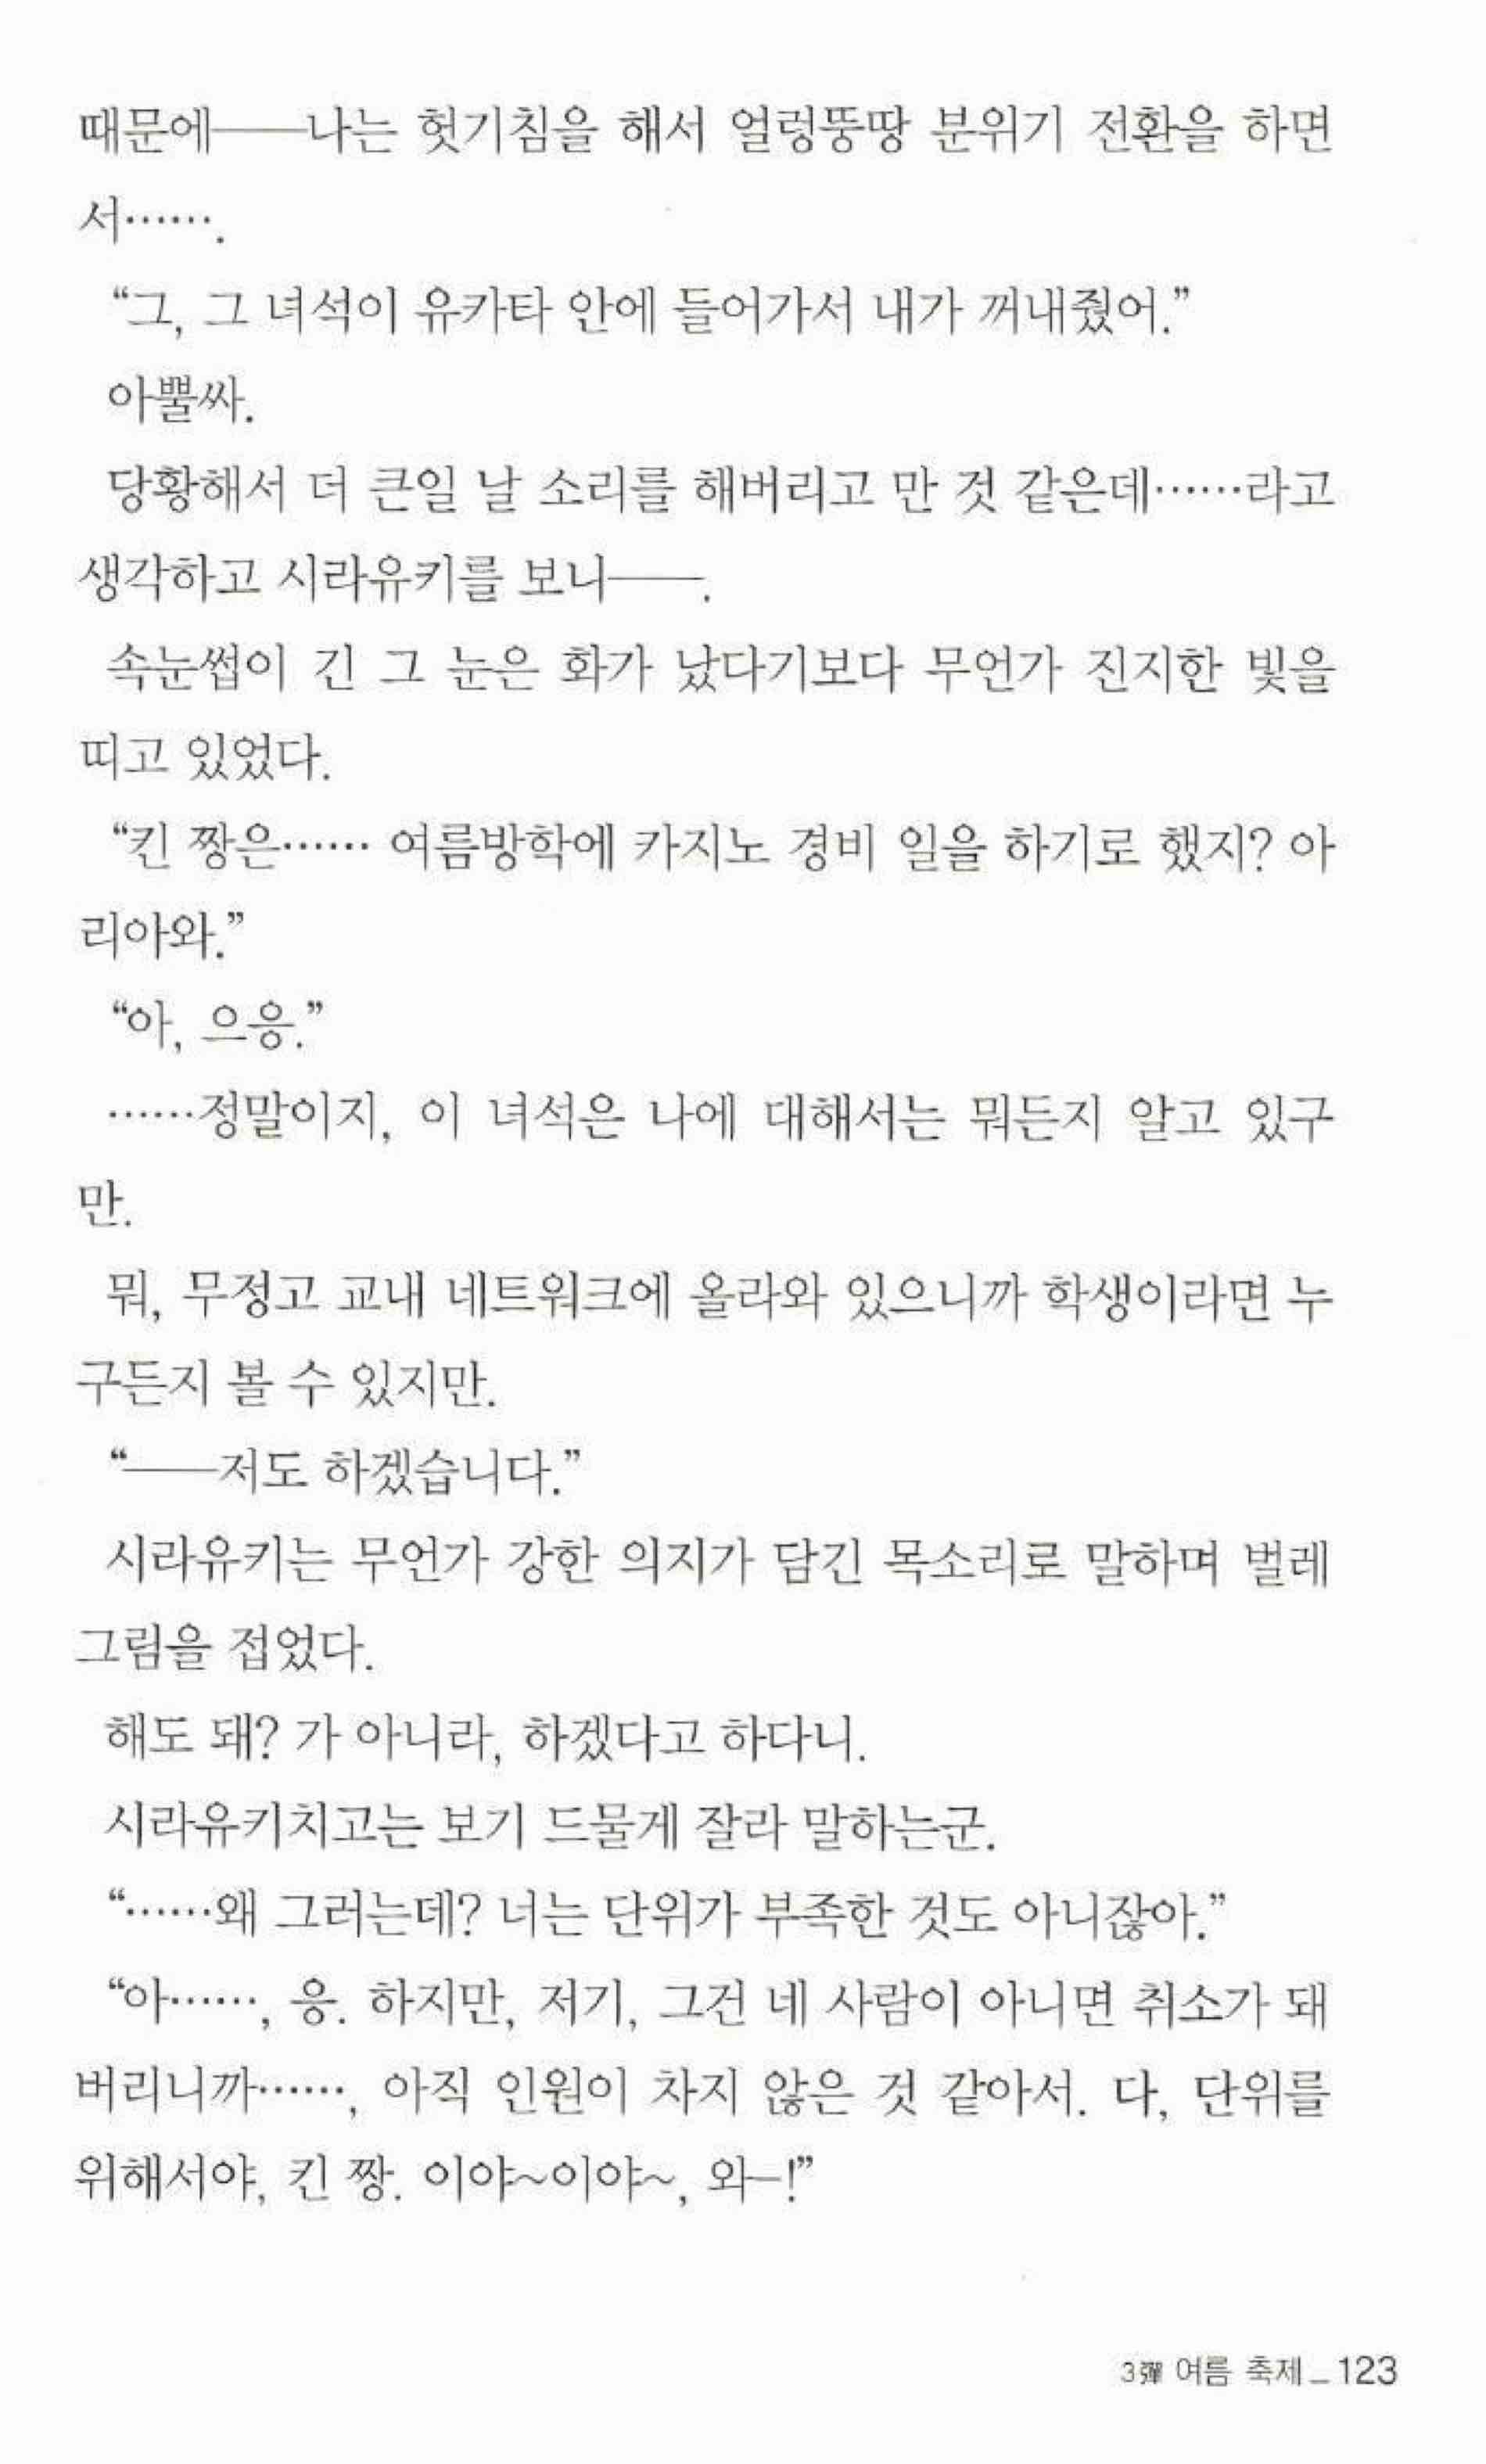 때문에──나는 헛기침을 해서 얼렁뚱땅 분위기 전환을 하면
서…….
“그, 그 녀석이 유카타 안에 들어가서 내가 꺼내줬어.”
아뿔싸.
당황해서 더 큰일 날 소리를 해버리고 만 것 같은데……라고
생각하고 시라유키를 보니──.
속눈썹이 긴 그 눈은 화가 났다기보다 무언가 진지한 빛을
띠고 있었다.
“킨 짱은…… 여름방학에 카지노 경비 일을 하기로 했지? 아
리아와.”
“아, 으응.”
……정말이지, 이 녀석은 나에 대해서는 뭐든지 알고 있구
만.
뭐, 무정고 교내 네트워크에 올라와 있으니까 학생이라면 누
구든지 볼 수 있지만.
“──저도 하겠습니다.”
시라유키는 무언가 강한 의지가 담긴 목소리로 말하며 벌레
그림을 접었다.
해도 돼? 가 아니라, 하겠다고 하다니.
시라유키치고는 보기 드물게 잘라 말하는군.
“……왜 그러는데? 너는 단위가 부족한 것도 아니잖아.”
“아……, 응. 하지만, 저기, 그건 네 사람이 아니면 취소가 돼
버리니까……, 아직 인원이 차지 않은 것 같아서. 다, 단위를
위해서야, 킨 짱. 이야~이야~, 와─!”
3彈 여름 축제 _ 123